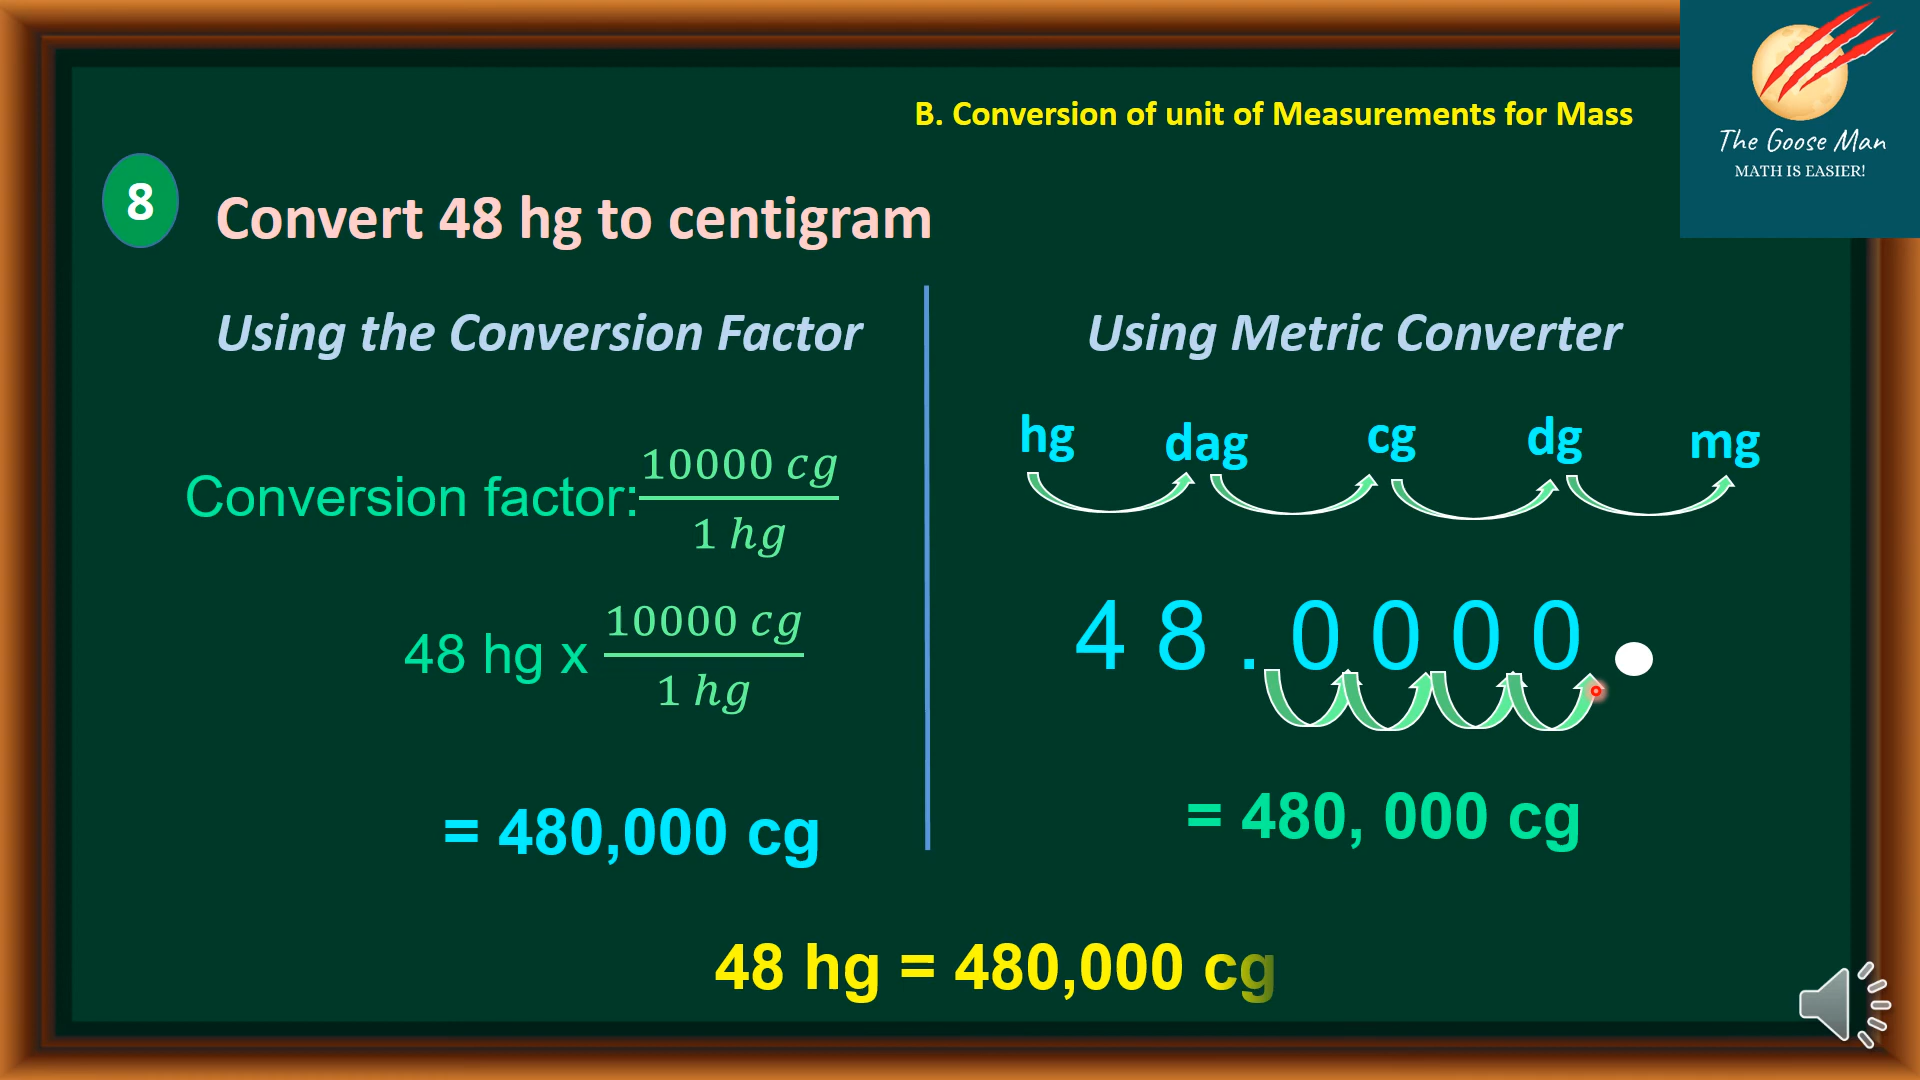 The Goose Man
MATH IS EASIER!
B. Conversion of unit of Measurements for Mass
8
Convert 48 hg to centigram
Using the Conversion Factor
Conversion factor: 10000 cg
1 hg
48 hg x 10000 cg
1 hg
= 480,000 cg
Using Metric Converter
hg dag cg dg mg
4 8 . 0 0 0 0 .
= 480, 000 cg
48 hg = 480,000 cg